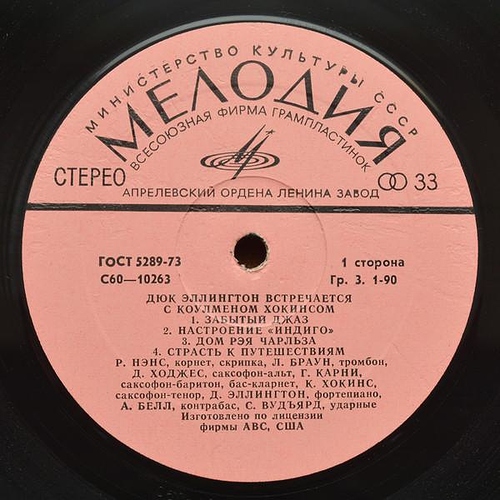 МИНИСТЕРСТВО КУЛЬТУРЫ СССР
МЕЛОДИЯ
ВСЕСОЮЗНАЯ ФИРМА ГРАМПЛАСТИНОК
СТЕРЕО
33
АПРЕЛЕВСКИЙ ОРДЕНА ЛЕНИНА ЗАВОД
ГОСТ 5289-73
1 сторона
С60—10263
Гр. 3. 1-90
ДЮК ЭЛЛИНГТОН ВСТРЕЧАЕТСЯ
С КОУЛМЕНОМ ХОКИНСОМ
1. ЗАБЫТЫЙ ДЖАЗ
2. НАСТРОЕНИЕ «ИНДИГО»
3. ДОМ РЭЯ ЧАРЛЬЗА
4. СТРАСТЬ К ПУТЕШЕСТВИЯМ
Р. НЭНС, корнет, скрипка, Л. БРАУН, тромбон,
Д. ХОДЖЕС, саксофон-альт, Г. КАРНИ,
саксофон-баритон, бас-кларнет, К. ХОКИНС,
саксофон-тенор, Д. ЭЛЛИНГТОН, фортепиано,
А. БЕЛЛ, контрабас, С. ВУДЪЯРД, ударные
Изготовлено по лицензии
фирмы АВС, США